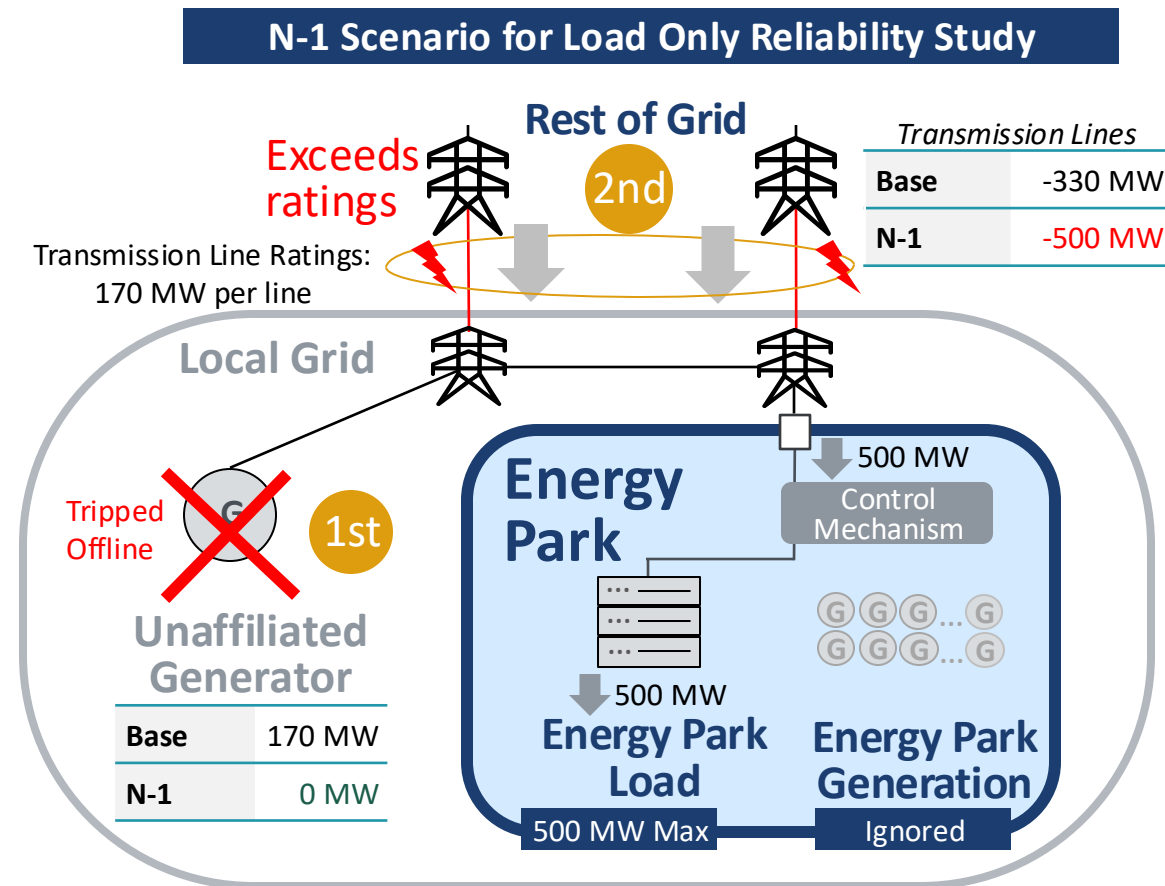 N-1 Scenario for Load Only Reliability Study
Rest of Grid
Exceeds
ratings
2nd
Transmission Lines
Base -330 MW
N-1 -500 MW
Transmission Line Ratings:
170 MW per line
Local Grid
Tripped
Offline
G
1st
Unaffiliated
Generator
Base 170 MW
N-1 0 MW
Energy
Park
500 MW
Control
Mechanism
G G G ... G
G G G ... G
500 MW
Energy Park
Load
500 MW Max
Energy Park
Generation
Ignored